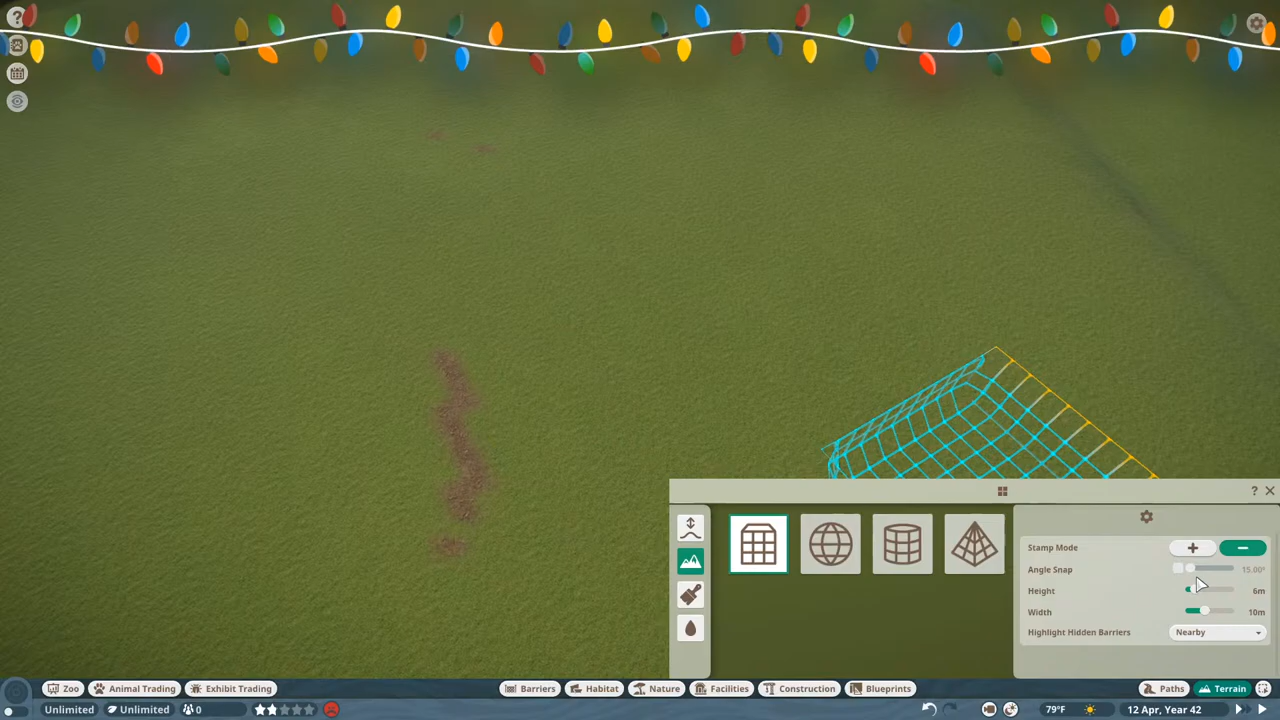 ?
?
Stamp Mode
+
−
Angle Snap
15.00°
Height
6m
Width
10m
Highlight Hidden Barriers
Nearby
Zoo
Animal Trading
Exhibit Trading
Barriers
Habitat
Nature
Facilities
Construction
Blueprints
Paths
Terrain
Unlimited
Unlimited
0
79°F
12 Apr, Year 42